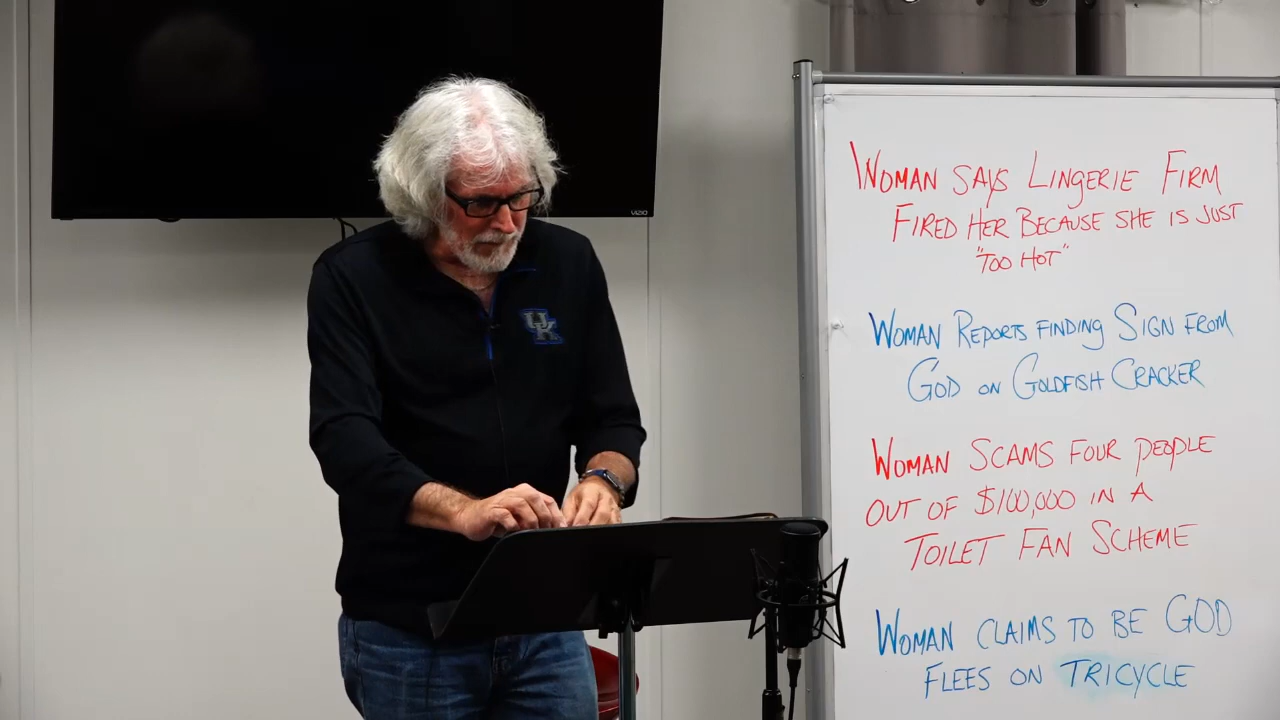 VIZIO
UK
WOMAN SAYS LINGERIE FIRM
FIRED HER BECAUSE SHE IS JUST
"TOO HOT"
WOMAN REPORTS FINDING SIGN FROM
GOD ON GOLDFISH CRACKER
WOMAN SCAMS FOUR PEOPLE
OUT OF $100,000 IN A
TOILET FAN SCHEME
WOMAN CLAIMS TO BE GOD
FLEES ON TRICYCLE